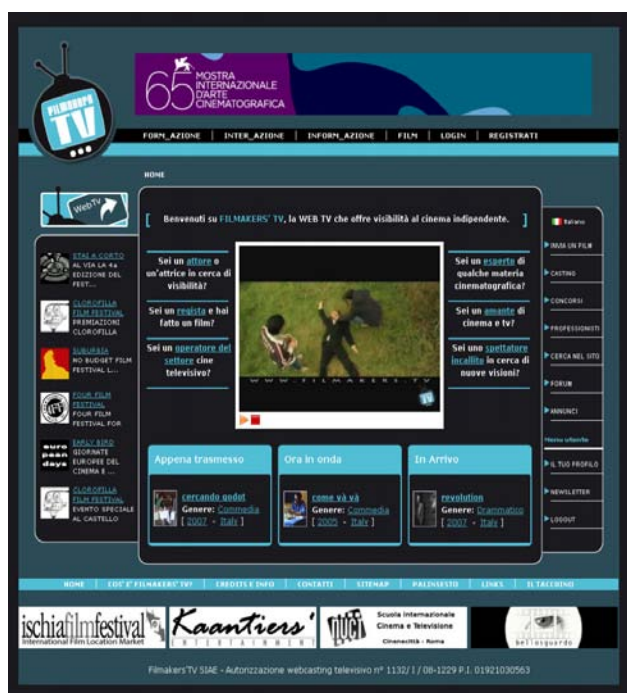 65 MOSTRA
INTERNAZIONALE
D'ARTE
CINEMATOGRAFICA
FILMAKERS
TV
FORM_AZIONE | INTER_AZIONE | INFORM_AZIONE | FILM | LOGIN | REGISTRATI
HOME
WebTv
[ Benvenuti su FILMAKERS' TV, la WEB TV che offre visibilità al cinema indipendente. ]
STAI A CORTO
AL VIA LA 4a
EDIZIONE DEL
FEST...
CLOROFILLA
FILM FESTIVAL
PREMIAZIONI
CLOROFILLA
SUBURBIA
NO BUDGET FILM
FESTIVAL L...
FOUR FILM
FESTIVAL
FOUR FILM
FESTIVAL FOR
euro
pean
days
EARLY BIRD
GIORNATE
EUROPEE DEL
CINEMA E ...
CLOROFILLA
FILM FESTIVAL
EVENTO SPECIALE
AL CASTELLO
Sei un attore o
un'attrice in cerca di
visibilità?
Sei un regista e hai
fatto un film?
Sei un operatore del
settore cine
televisivo?
WWW.FILMAKERS.TV
Sei un esperto di
qualche materia
cinematografica?
Sei un amante di
cinema e tv?
Sei uno spettatore
incallito in cerca di
nuove visioni?
Italiano
INVIA UN FILM
CASTING
CONCORSI
PROFESSIONISTI
CERCA NEL SITO
FORUM
ANNUNCI
Menu utente
IL TUO PROFILO
NEWSLETTER
LOGOUT
Appena trasmesso
cercando godot
Genere: Commedia
[ 2007 - Italy ]
Ora in onda
come và và
Genere: Commedia
[ 2005 - Italy ]
In Arrivo
revolution
Genere: Drammatico
[ 2007 - Italy ]
HOME | COS' E' FILMAKERS' TV? | CREDITS E INFO | CONTATTI | SITEMAP | PALINSESTO | LINKS | IL TACCHINO
ischiafilmfestival
International Film Location Market
Kaantiers'
ENTERTAINMENT
NUCT
Scuola Internazionale
Cinema e Televisione
Cinecittà - Roma
bellosguardo
Filmakers'TV SIAE - Autorizzazione webcasting televisivo n° 1132/ I / 08-1229 P.I. 01921030563